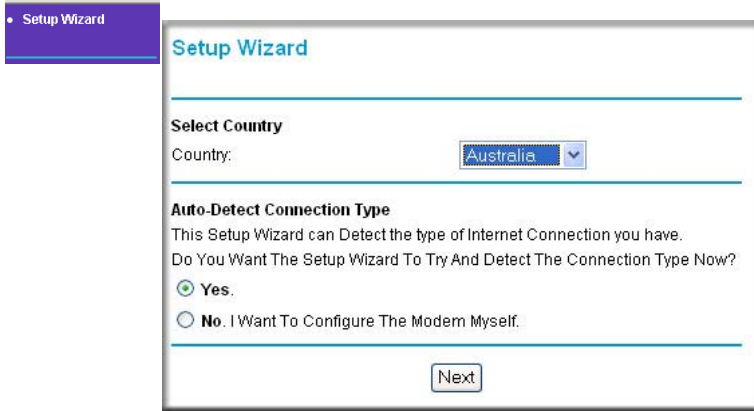 Setup Wizard
Setup Wizard
Select Country
Country: Australia
Auto-Detect Connection Type
This Setup Wizard can Detect the type of Internet Connection you have.
Do You Want The Setup Wizard To Try And Detect The Connection Type Now?
Yes.
No. I Want To Configure The Modem Myself.
Next